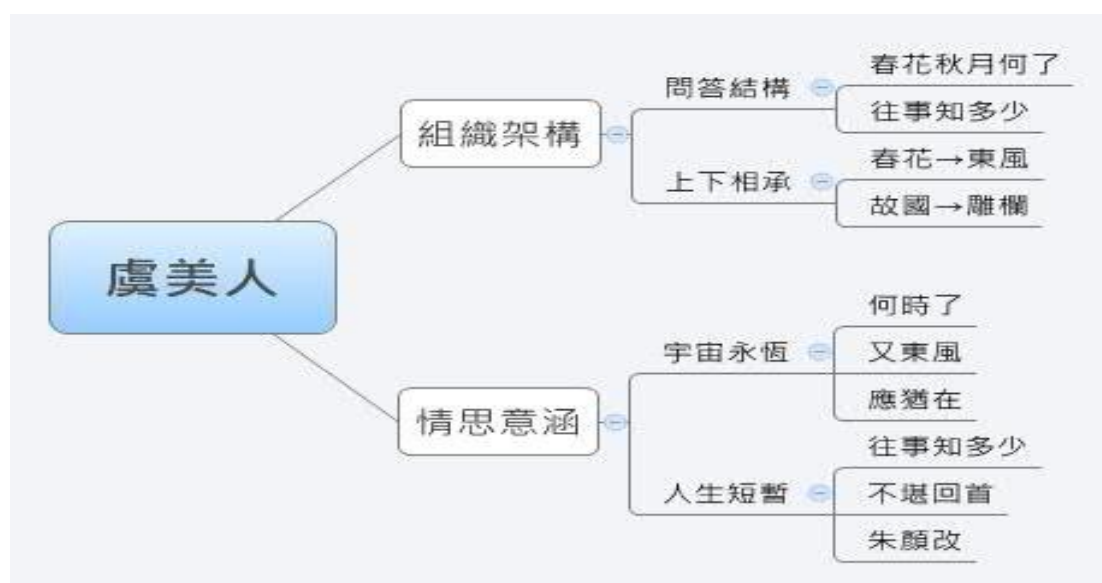 虞美人
組織架構
問答結構
春花秋月何了
往事知多少
上下相承
春花→東風
故國→雕欄
情思意涵
宇宙永恆
何時了
又東風
應猶在
人生短暫
往事知多少
不堪回首
朱顏改